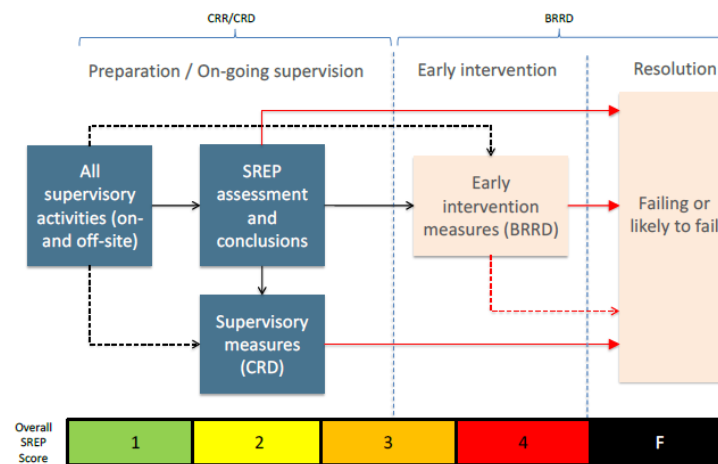 CRR/CRD
BRRD
Preparation / On-going supervision
Early intervention
Resolution
All
supervisory
activities (on-
and off-site)
SREP
assessment
and
conclusions
Early
intervention
measures (BRRD)
Failing or
likely to fail
Supervisory
measures
(CRD)
Overall
SREP
Score
1
2
3
4
F